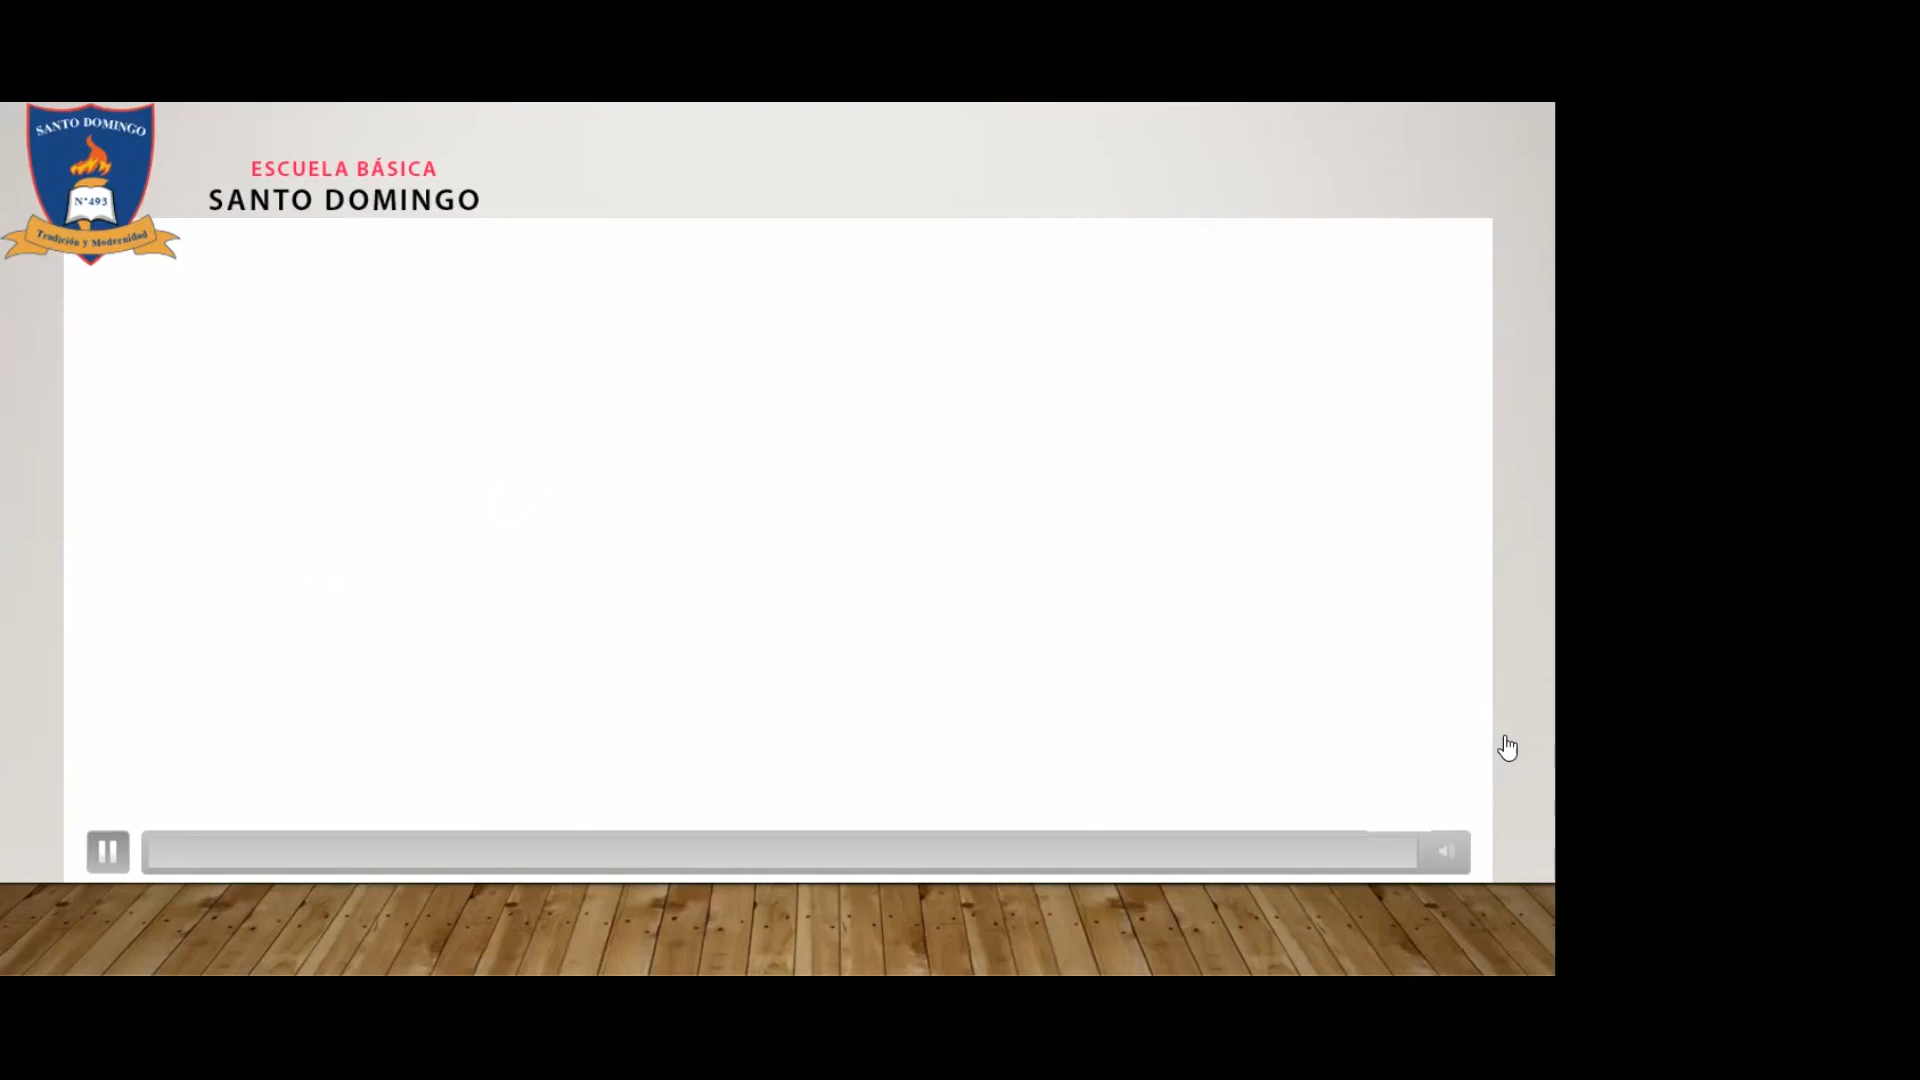 SANTO DOMINGO
N°493
Tradición y Modernidad
ESCUELA BÁSICA
SANTO DOMINGO